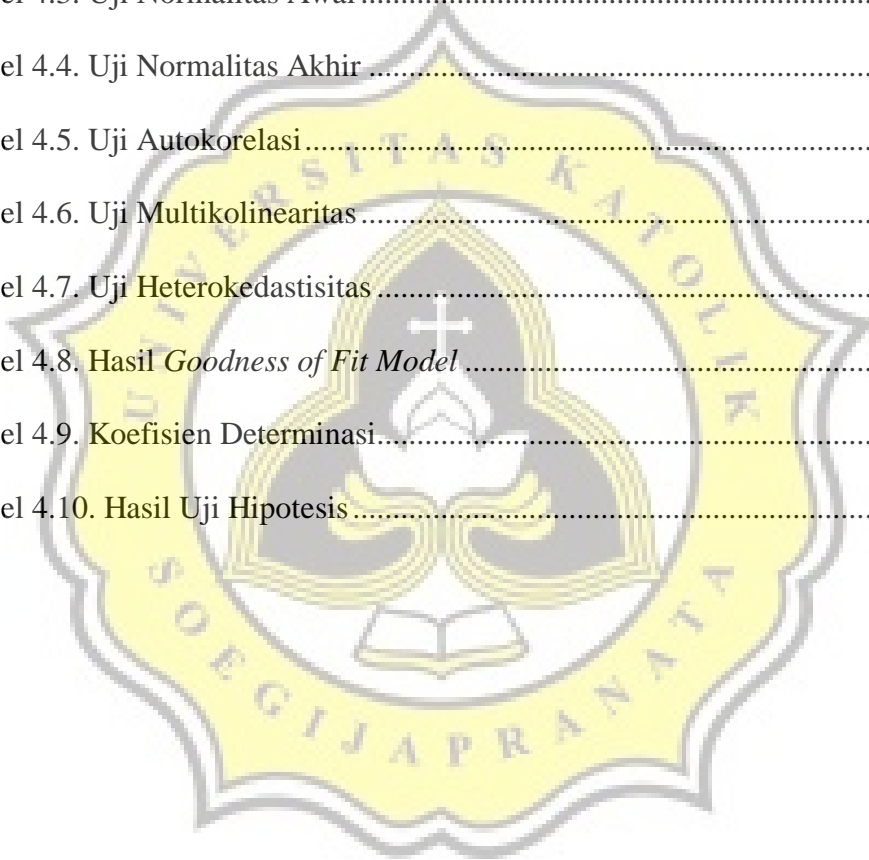 el 4.3. Uji Normalitas Awal ........................................................
el 4.4. Uji Normalitas Akhir ........................................................
el 4.5. Uji Autokorelasi ........................................................
el 4.6. Uji Multikolinearitas ........................................................
el 4.7. Uji Heterokedastisitas ........................................................
el 4.8. Hasil Goodness of Fit Model ........................................................
el 4.9. Koefisien Determinasi ........................................................
el 4.10. Hasil Uji Hipotesis ........................................................
UNIVERSITAS KATOLIK
SOEGIJAPRANATA